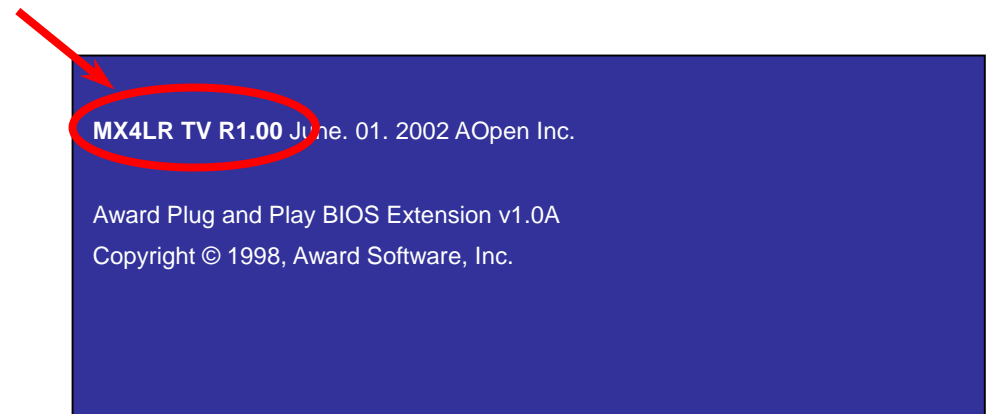 MX4LR TV R1.00 June. 01. 2002 AOpen Inc.
Award Plug and Play BIOS Extension v1.0A
Copyright © 1998, Award Software, Inc.